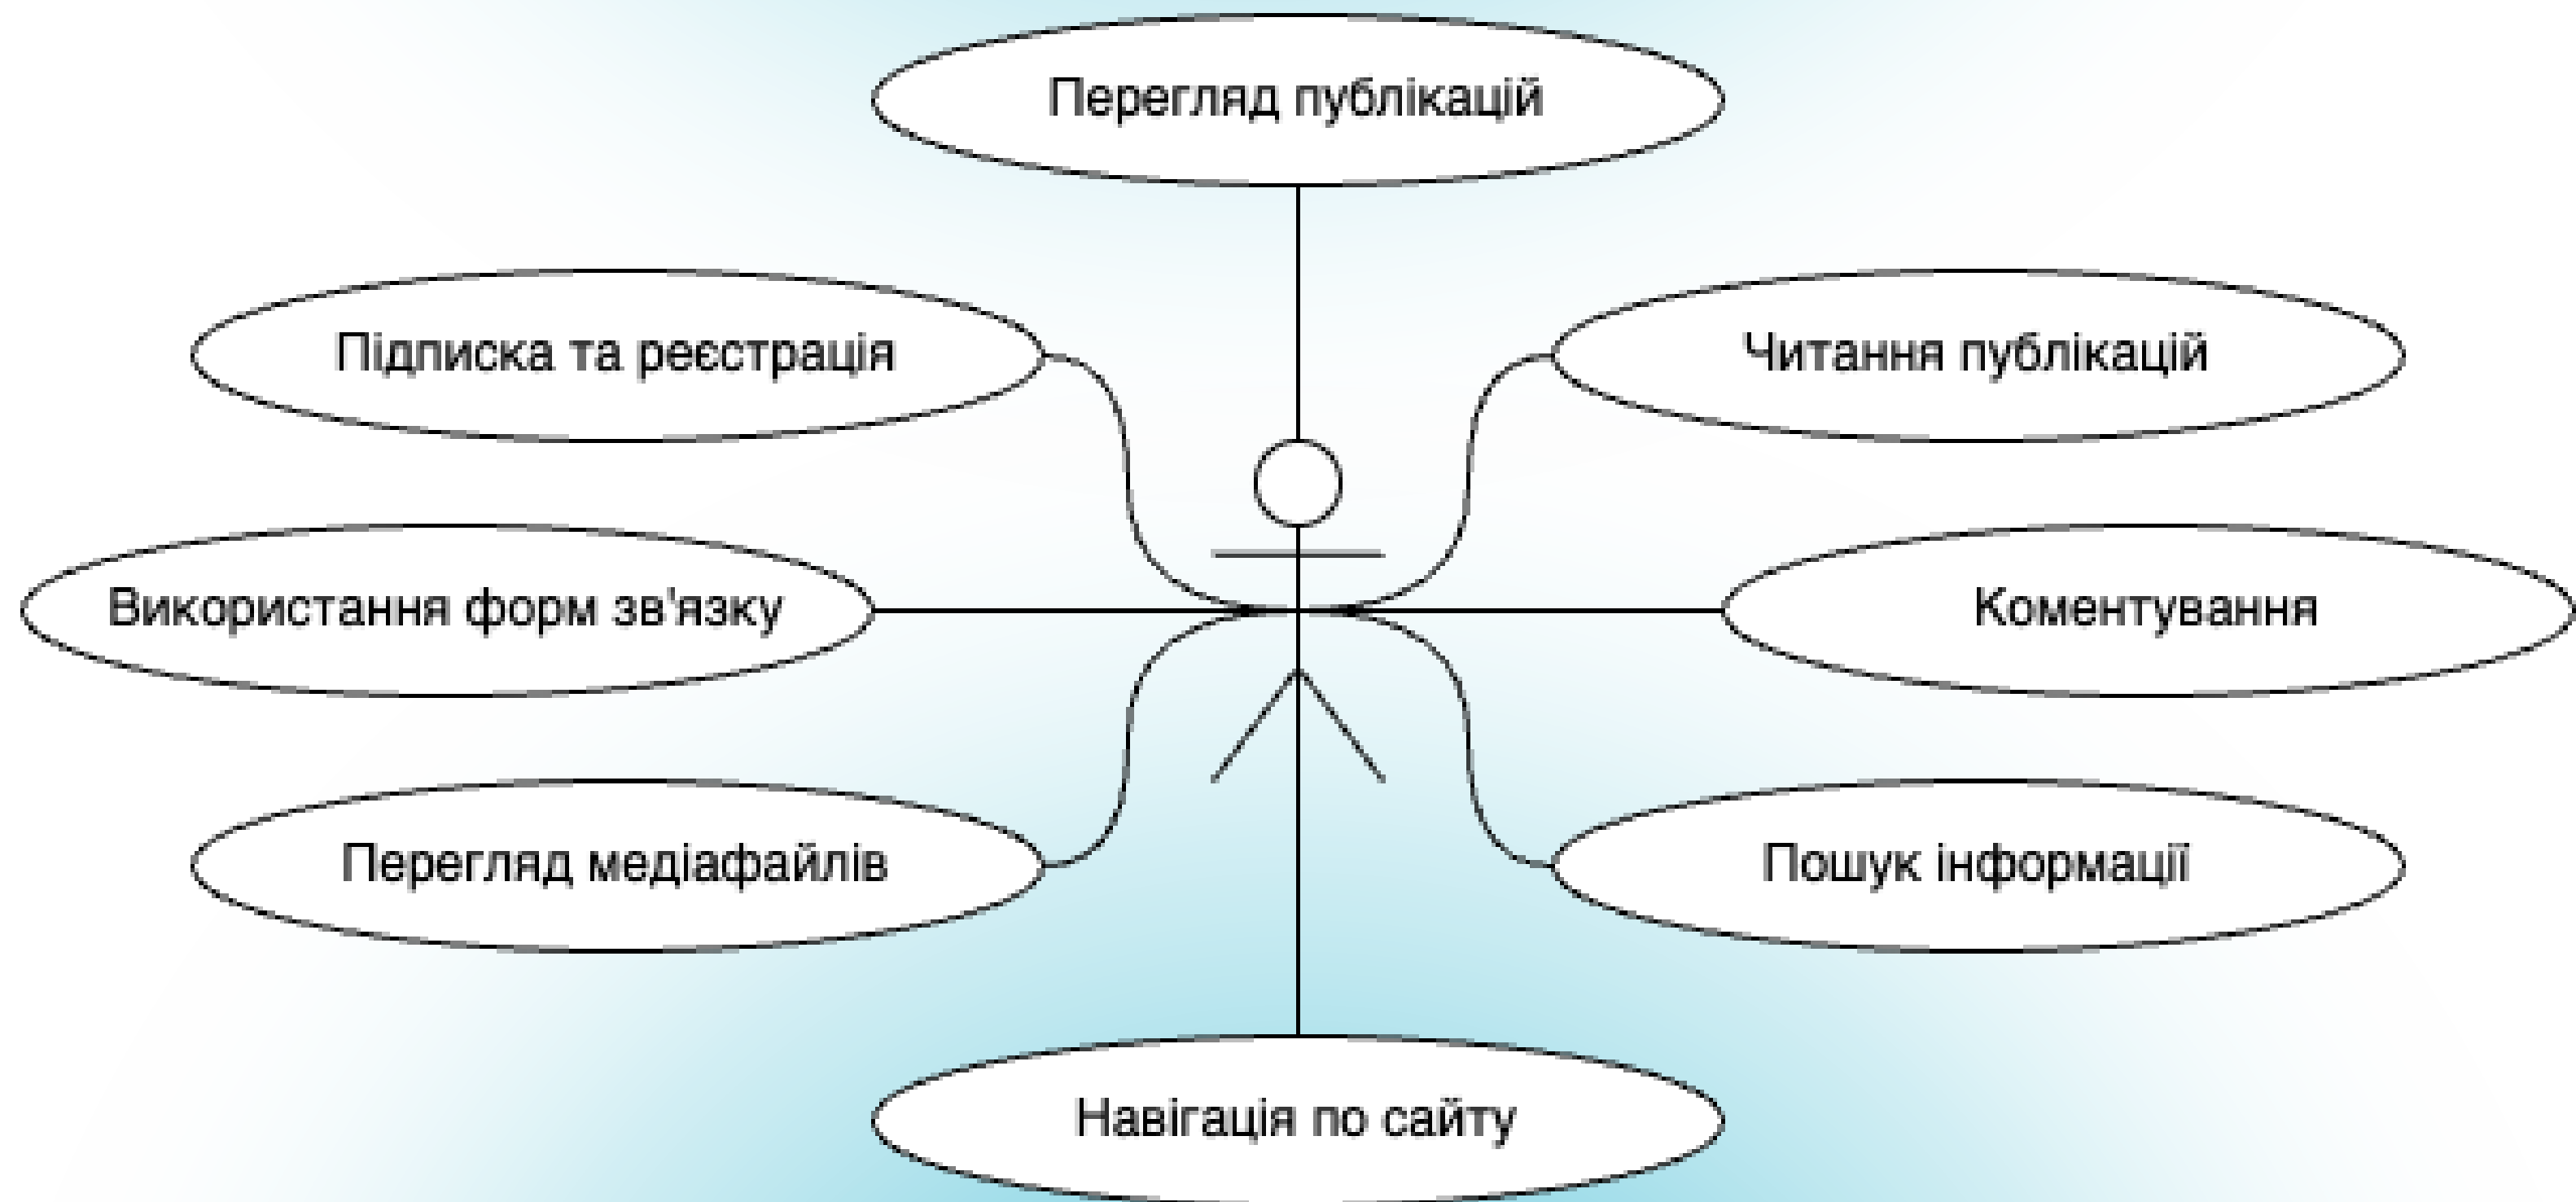 Перегляд публікацій
Підписка та реєстрація
Читання публікацій
Використання форм зв'язку
Коментування
Перегляд медіафайлів
Пошук інформації
Навігація по сайту